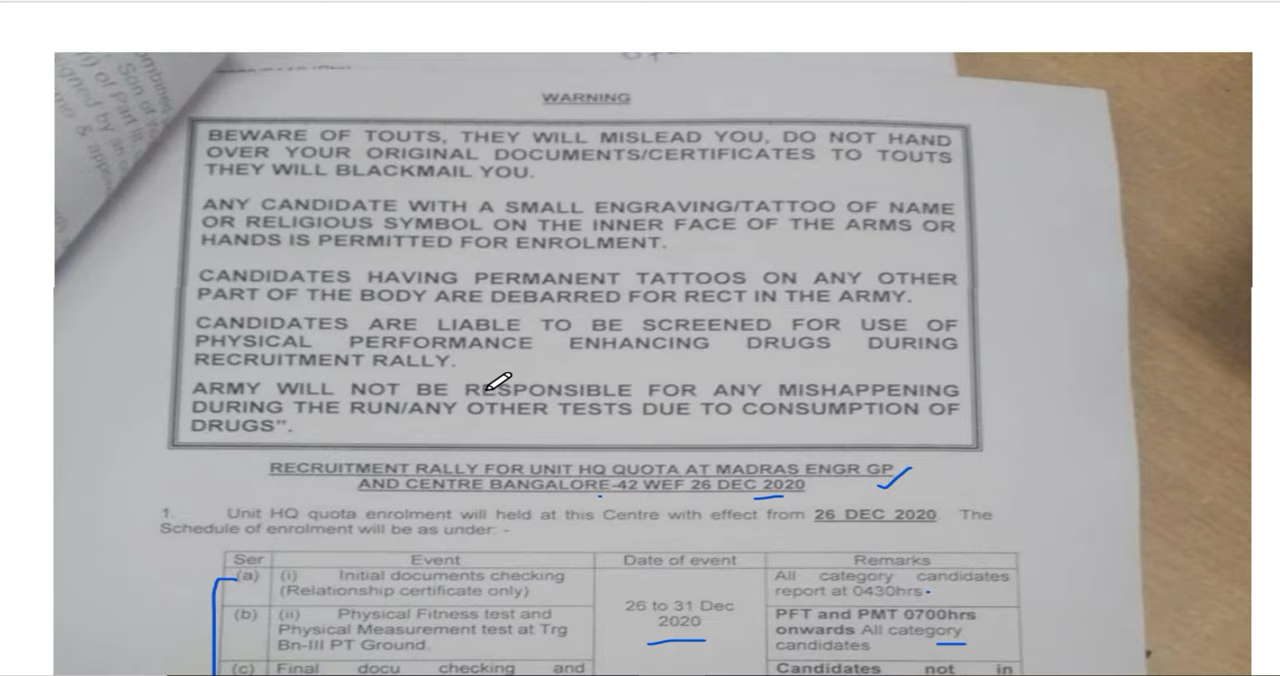 WARNING
BEWARE OF TOUTS, THEY WILL MISLEAD YOU, DO NOT HAND
OVER YOUR ORIGINAL DOCUMENTS/CERTIFICATES TO TOUTS
THEY WILL BLACKMAIL YOU.
ANY CANDIDATE WITH A SMALL ENGRAVING/TATTOO OF NAME
OR RELIGIOUS SYMBOL ON THE INNER FACE OF THE ARMS OR
HANDS IS PERMITTED FOR ENROLMENT.
CANDIDATES HAVING PERMANENT TATTOOS ON ANY OTHER
PART OF THE BODY ARE DEBARRED FOR RECT IN THE ARMY.
CANDIDATES ARE LIABLE TO BE SCREENED FOR USE OF
PHYSICAL PERFORMANCE ENHANCING DRUGS DURING
RECRUITMENT RALLY.
ARMY WILL NOT BE RESPONSIBLE FOR ANY MISHAPPENING
DURING THE RUN/ANY OTHER TESTS DUE TO CONSUMPTION OF
DRUGS”.
RECRUITMENT RALLY FOR UNIT HQ QUOTA AT MADRAS ENGR GP
AND CENTRE BANGALORE-42 WEF 26 DEC 2020
1. Unit HQ quota enrolment will held at this Centre with effect from 26 DEC 2020. The
Schedule of enrolment will be as under: -
Ser Event Date of event Remarks
(a) (i) Initial documents checking
(Relationship certificate only)
All category candidates
report at 0430hrs
26 to 31 Dec
2020
(b) (ii) Physical Fitness test and
Physical Measurement test at Trg
Bn-III PT Ground.
PFT and PMT 0700hrs
onwards All category
candidates
(c) Final docu checking and
Candidates not in